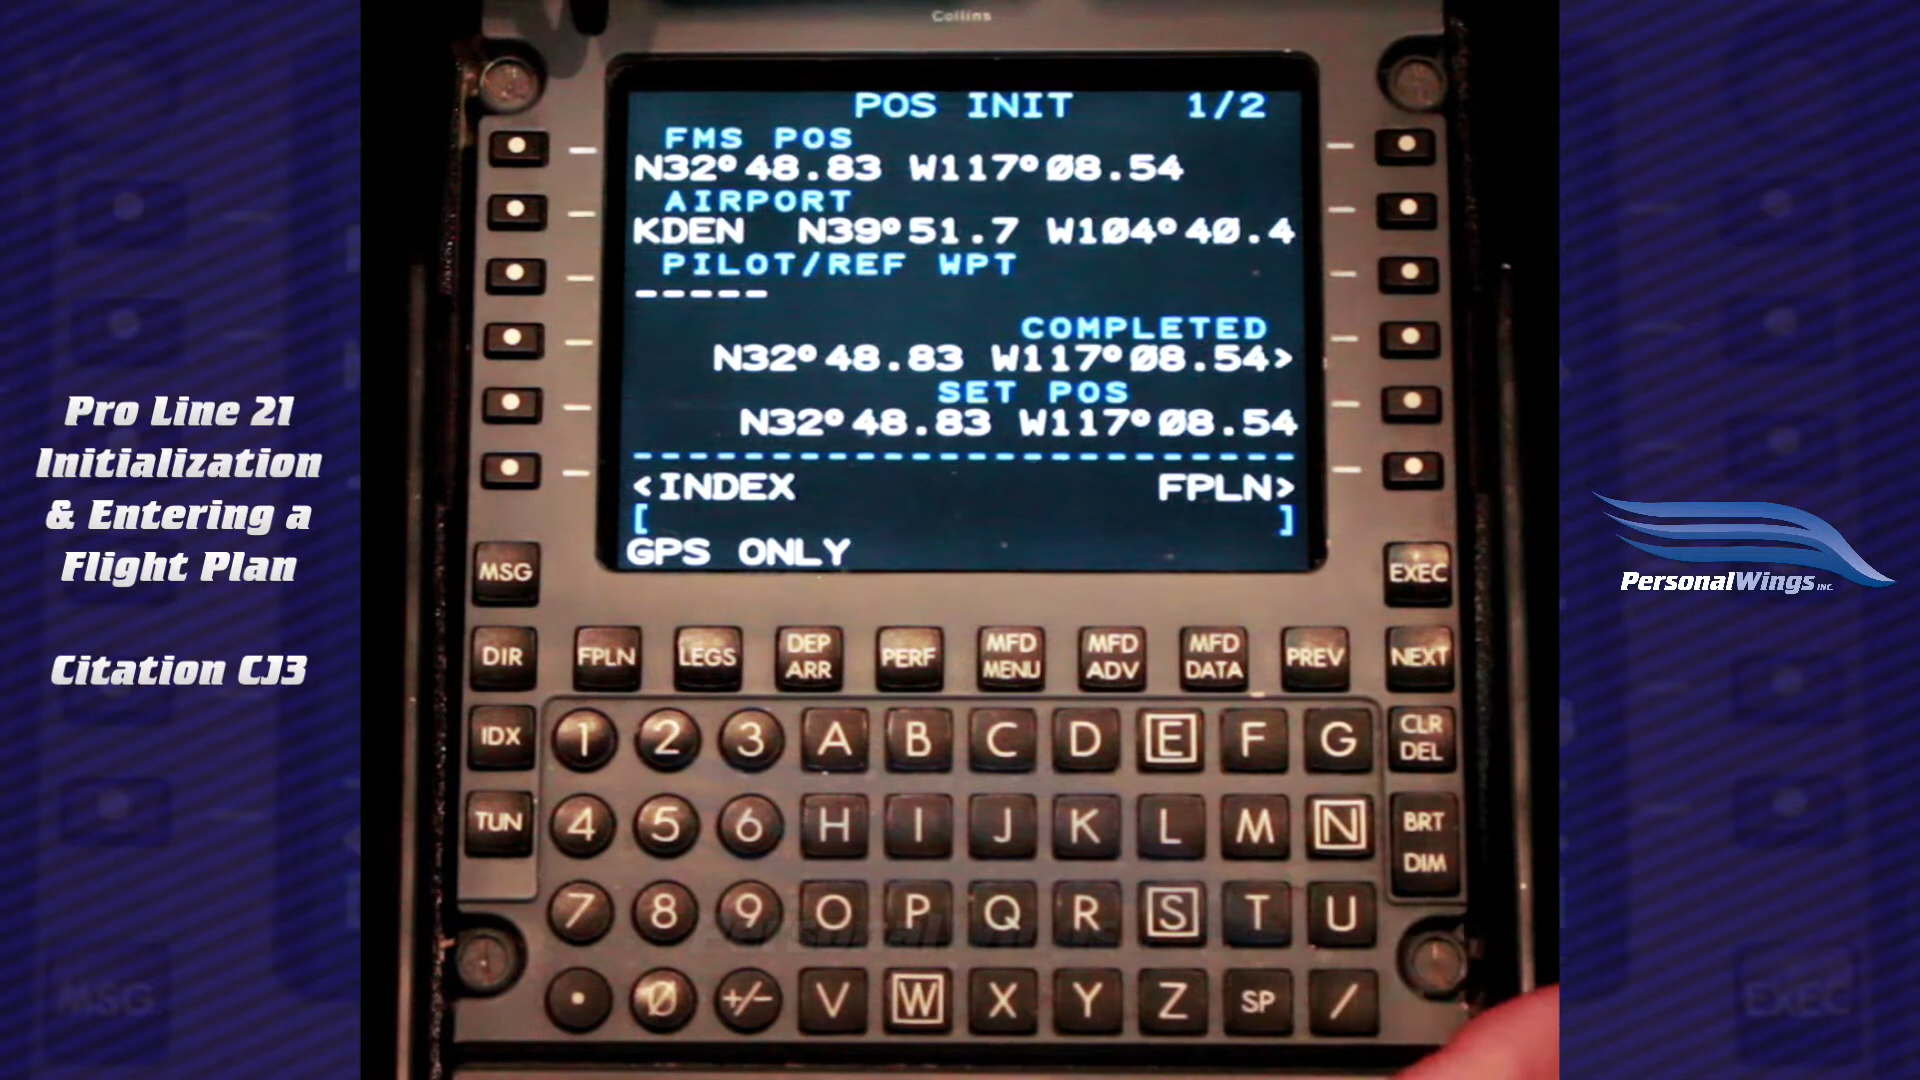 Collins
POS INIT 1/2
FMS POS
N32°48.83 W117°08.54
AIRPORT
KDEN N39°51.7 W104°40.4
PILOT/REF WPT
-----
COMPLETED
N32°48.83 W117°08.54>
SET POS
N32°48.83 W117°08.54
------------------------
<INDEX FPLN>
[ ]
GPS ONLY
MSG EXEC
DIR FPLN LEGS DEP ARR PERF MFD MENU MFD ADV MFD DATA PREV NEXT
IDX 1 2 3 A B C D E F G CLR DEL
TUN 4 5 6 H I J K L M N BRT DIM
7 8 9 O P Q R S T U
. 0 +/- V W X Y Z SP /
Pro Line 21
Initialization
& Entering a
Flight Plan
Citation CJ3
PersonalWings INC.
MSG
EXEC